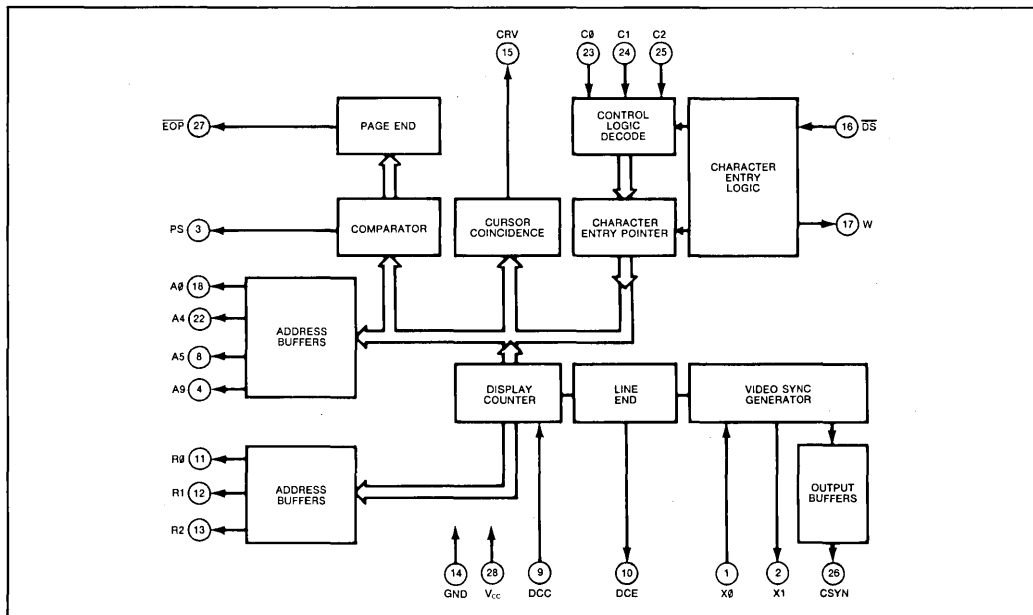 CRV
15
C0
23
C1
24
C2
25
EOP 27
PAGE END
CONTROL
LOGIC
DECODE
CHARACTER
ENTRY
LOGIC
16 DS
17 W
PS 3
COMPARATOR
CURSOR
COINCIDENCE
CHARACTER
ENTRY POINTER
A0 18
A4 22
A5 8
A9 4
ADDRESS
BUFFERS
DISPLAY
COUNTER
LINE
END
VIDEO SYNC
GENERATOR
R0 11
R1 12
R2 13
ADDRESS
BUFFERS
OUTPUT
BUFFERS
14
GND
28
Vcc
9
DCC
10
DCE
1
X0
2
X1
26
CSYN